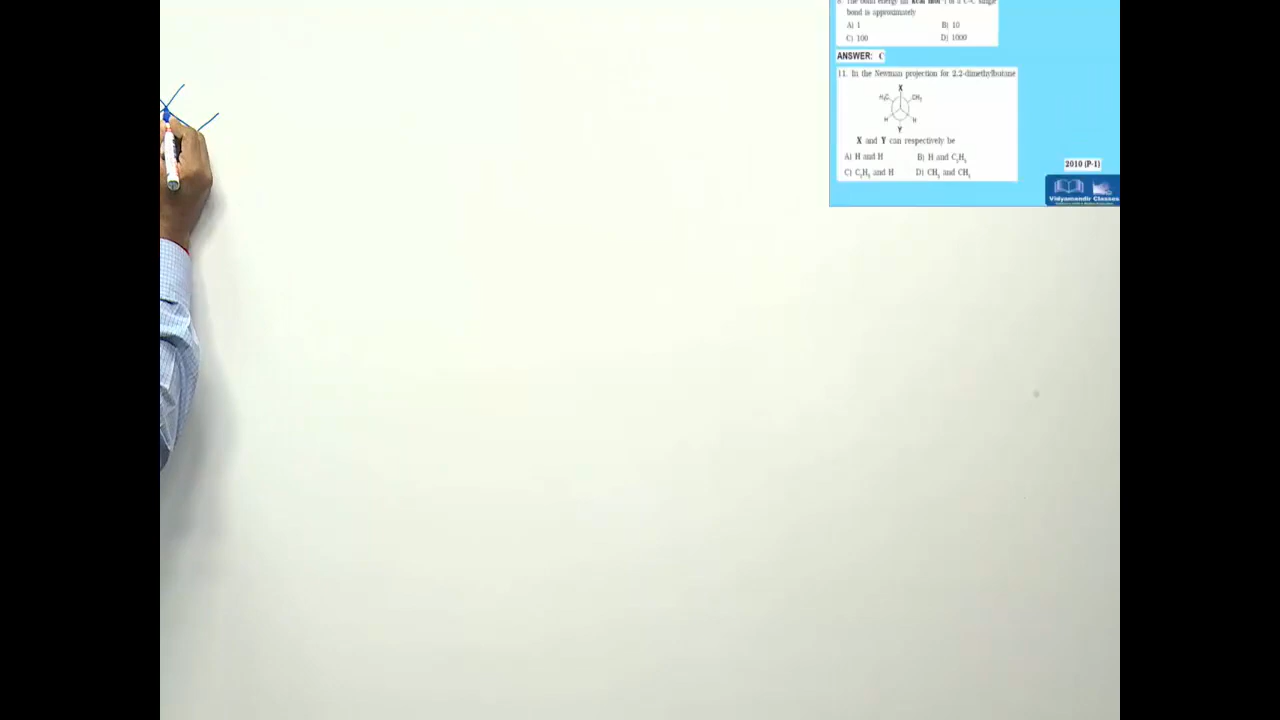 8. The bond energy (in kcal mol⁻¹) of a C-C single
bond is approximately
A) 1 B) 10
C) 100 D) 1000
ANSWER: C
11. In the Newman projection for 2,2-dimethylbutane
X
H₃C CH₃
H H
Y
X and Y can respectively be
A) H and H B) H and C₂H₅
C) C₂H₅ and H D) CH₃ and CH₃
2010 (P-1)
Vidyamandir Classes